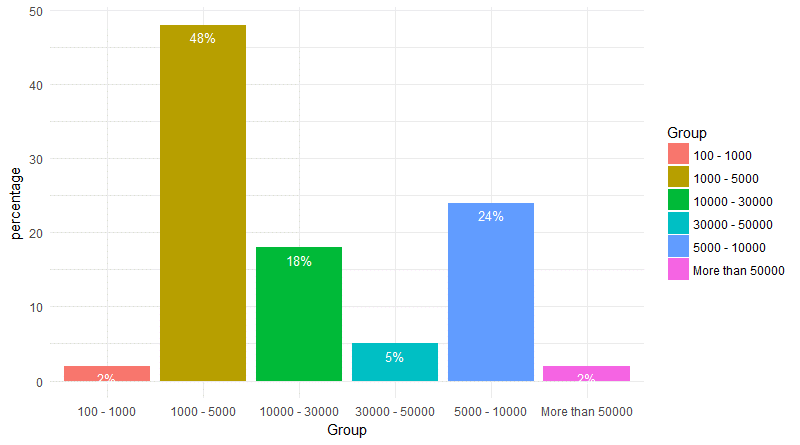 50
40
30
20
10
0
percentage
2%
48%
18%
5%
24%
2%
100 - 1000
1000 - 5000
10000 - 30000
30000 - 50000
5000 - 10000
More than 50000
Group
Group
100 - 1000
1000 - 5000
10000 - 30000
30000 - 50000
5000 - 10000
More than 50000